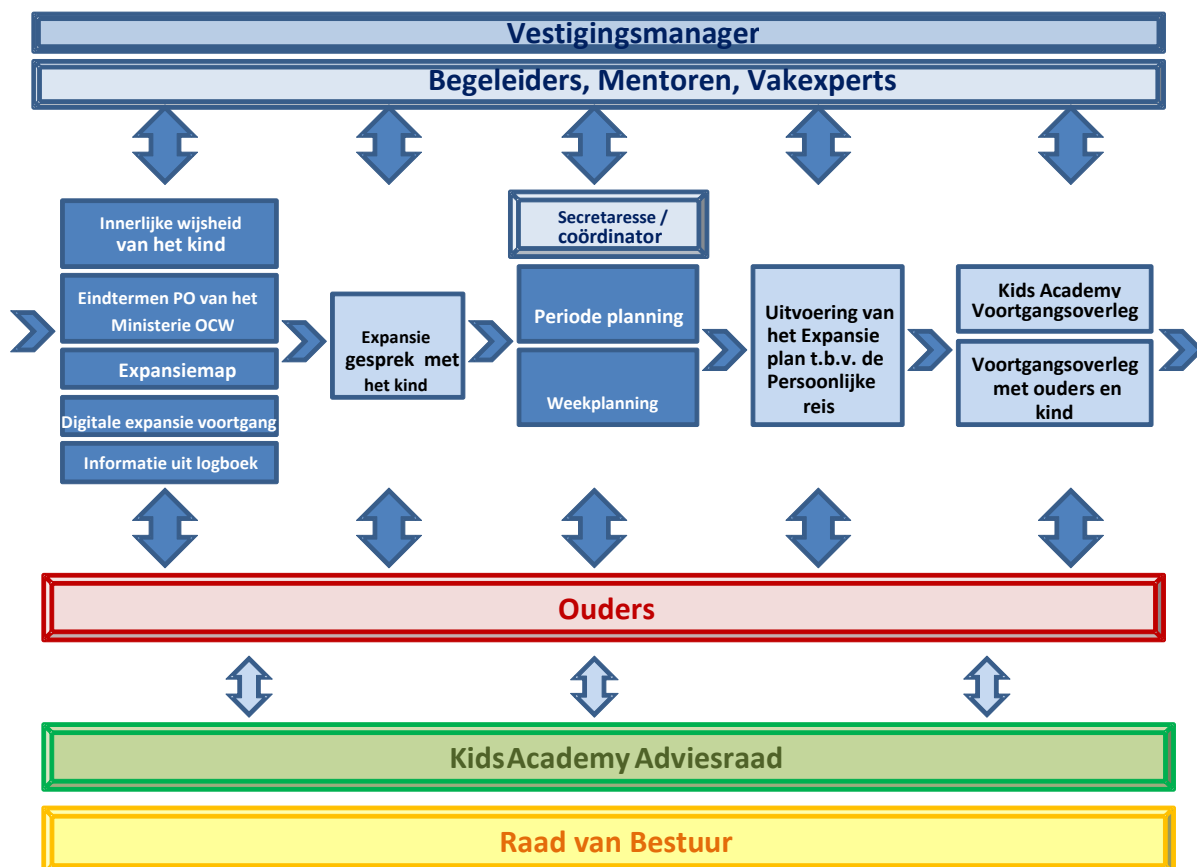 Vestigingsmanager
Begeleiders, Mentoren, Vakexperts
Innerlijke wijsheid
van het kind
Eindtermen PO van het
Ministerie OCW
Expansiemap
Digitale expansie voortgang
Informatie uit logboek
Expansie
gesprek met
het kind
Secretaresse /
coördinator
Periode planning
Weekplanning
Uitvoering van
het Expansie
plan t.b.v. de
Persoonlijke
reis
Kids Academy
Voortgangsoverleg
Voortgangsoverleg
met ouders en
kind
Ouders
Kids Academy Adviesraad
Raad van Bestuur